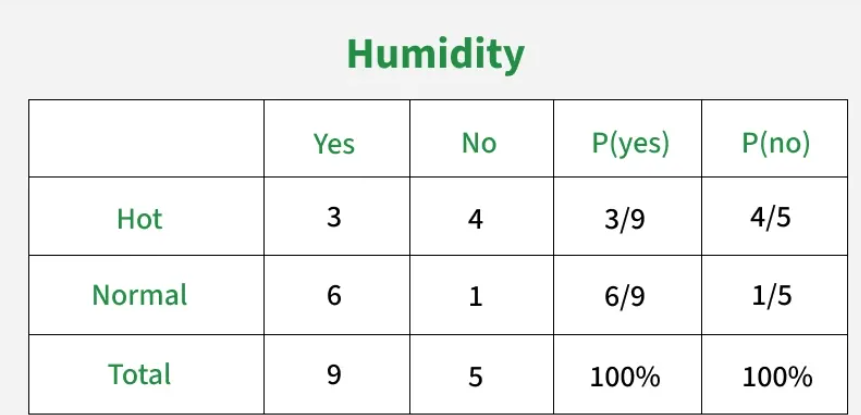 Humidity
Yes No P(yes) P(no)
Hot 3 4 3/9 4/5
Normal 6 1 6/9 1/5
Total 9 5 100% 100%